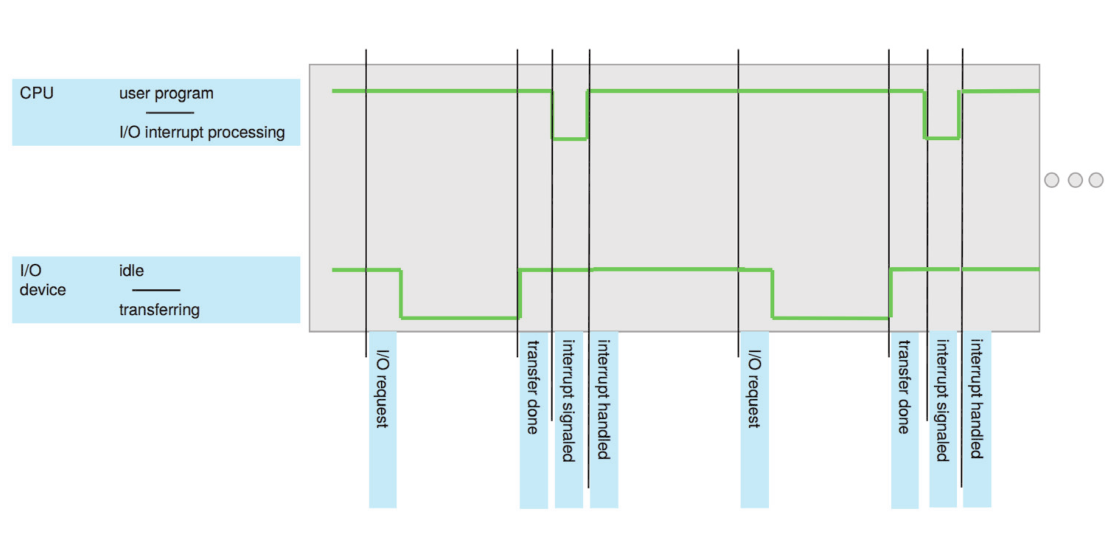 CPU
user program
I/O interrupt processing
I/O
device
idle
transferring
I/O request
transfer done
interrupt signaled
interrupt handled
I/O request
transfer done
interrupt signaled
interrupt handled